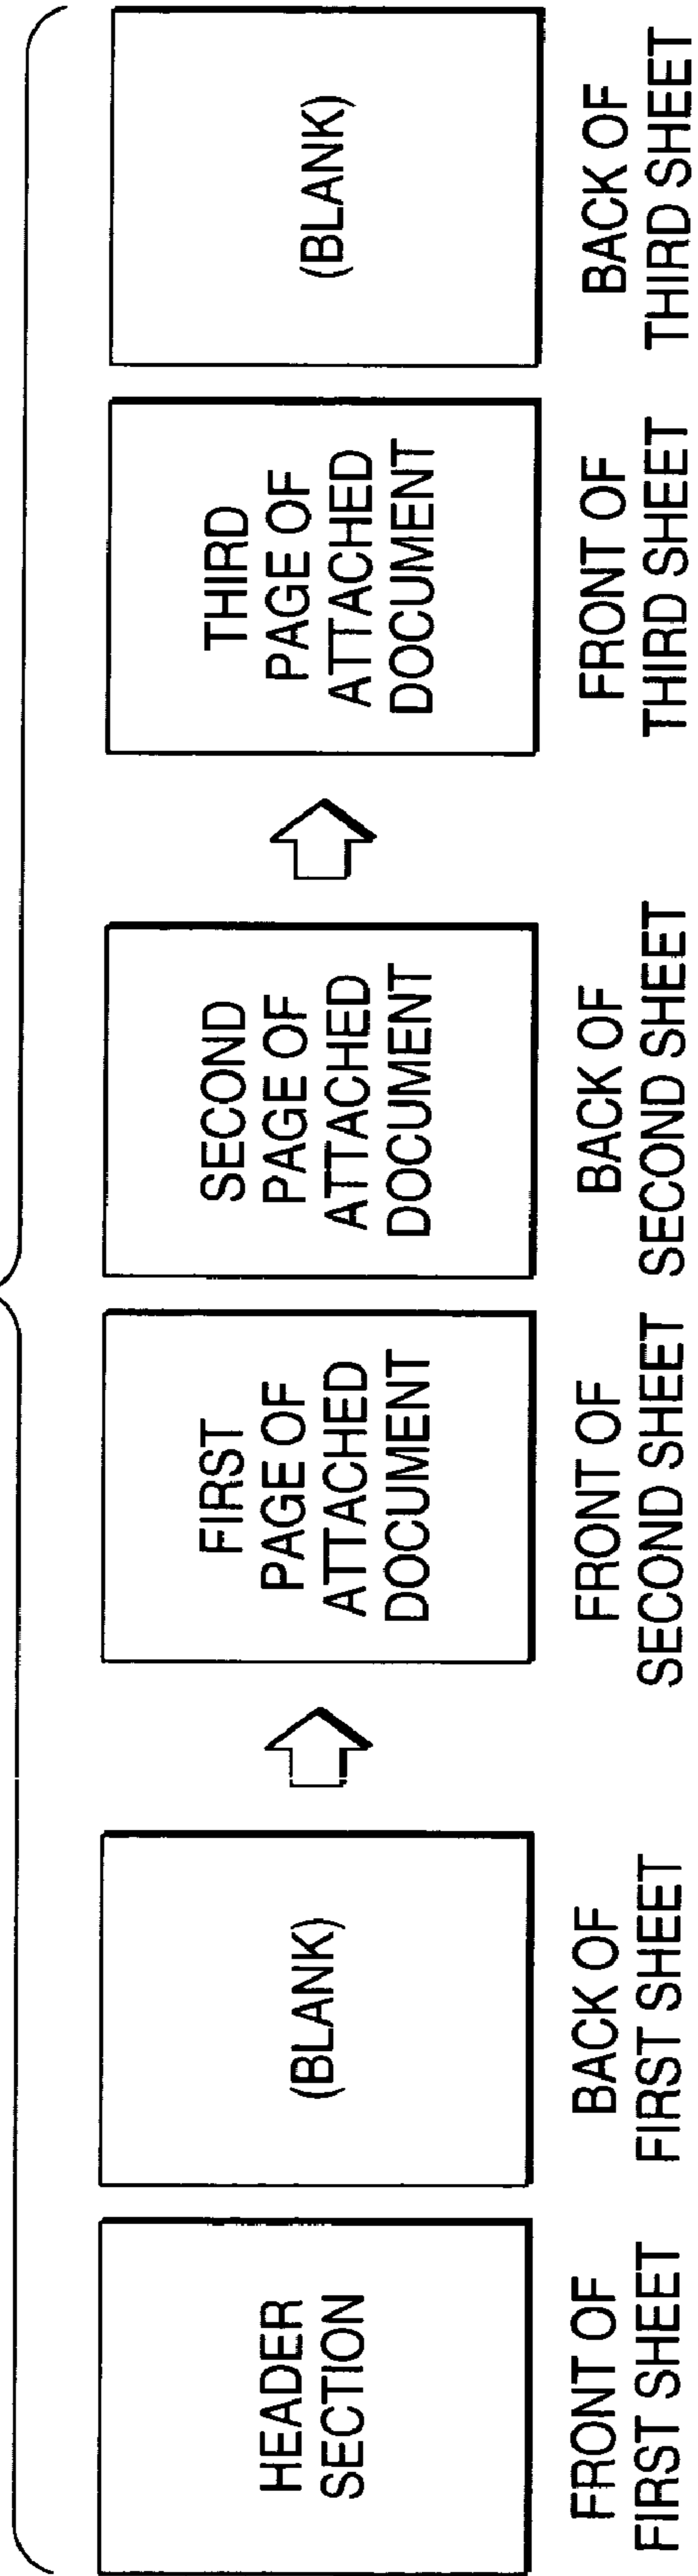 HEADER
SECTION
FRONT OF
FIRST SHEET
(BLANK)
BACK OF
FIRST SHEET
FIRST
PAGE OF
ATTACHED
DOCUMENT
FRONT OF
SECOND SHEET
SECOND
PAGE OF
ATTACHED
DOCUMENT
BACK OF
SECOND SHEET
THIRD
PAGE OF
ATTACHED
DOCUMENT
FRONT OF
THIRD SHEET
(BLANK)
BACK OF
THIRD SHEET